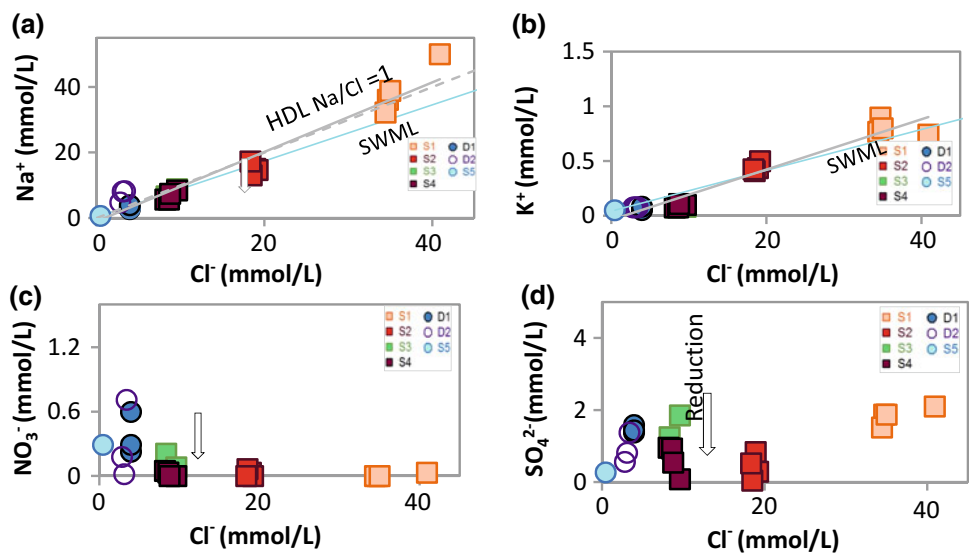 (a)
Na⁺ (mmol/L)
40
20
0
0
20
40
Cl⁻ (mmol/L)
HDL Na/Cl =1
SWML
S1
D1
S2
D2
S3
S5
S4
(b)
K⁺ (mmol/L)
1.5
1
0.5
0
0
20
40
Cl⁻ (mmol/L)
SWML
S1
D1
S2
D2
S3
S5
S4
(c)
NO₃⁻ (mmol/L)
1.2
0.6
0
0
20
40
Cl⁻ (mmol/L)
S1
D1
S2
D2
S3
S5
S4
(d)
SO₄²⁻(mmol/L)
4
2
0
0
20
40
Cl⁻ (mmol/L)
Reduction
S1
D1
S2
D2
S3
S5
S4